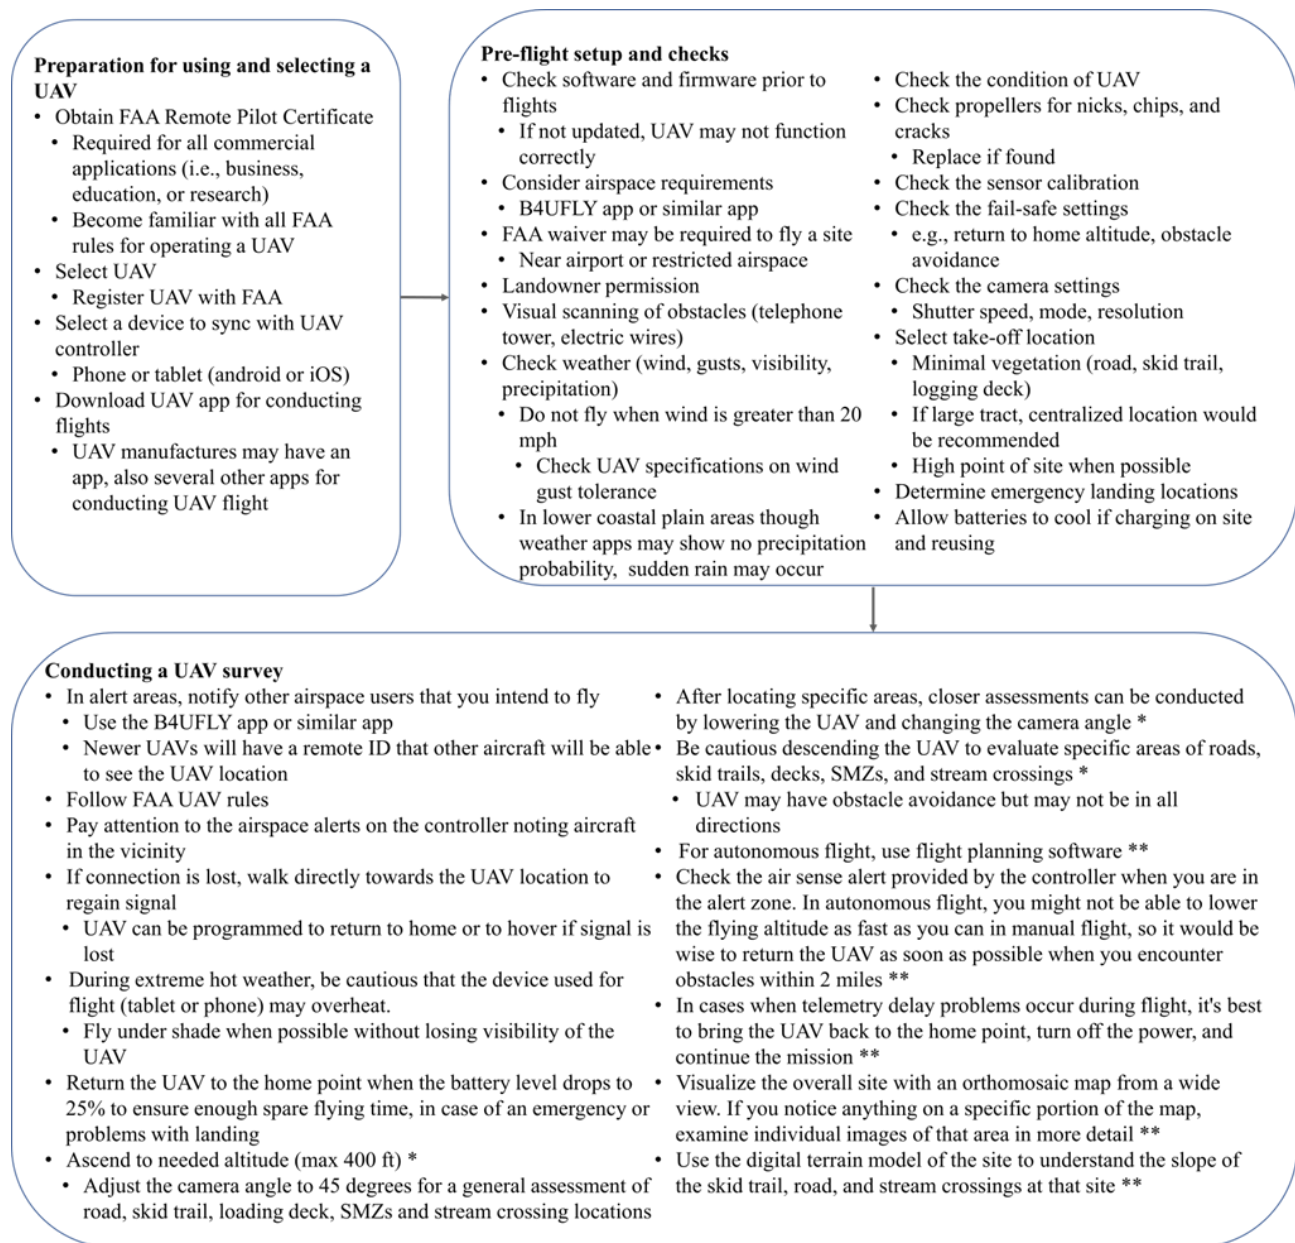 Preparation for using and selecting a
UAV
• Obtain FAA Remote Pilot Certificate
• Required for all commercial
applications (i.e., business,
education, or research)
• Become familiar with all FAA
rules for operating a UAV
• Select UAV
• Register UAV with FAA
• Select a device to sync with UAV
controller
• Phone or tablet (android or iOS)
• Download UAV app for conducting
flights
• UAV manufactures may have an
app, also several other apps for
conducting UAV flight
Pre-flight setup and checks
• Check software and firmware prior to
flights
• If not updated, UAV may not function
correctly
• Consider airspace requirements
• B4UFLY app or similar app
• FAA waiver may be required to fly a site
• Near airport or restricted airspace
• Landowner permission
• Visual scanning of obstacles (telephone
tower, electric wires)
• Check weather (wind, gusts, visibility,
precipitation)
• Do not fly when wind is greater than 20
mph
• Check UAV specifications on wind
gust tolerance
• In lower coastal plain areas though
weather apps may show no precipitation
probability, sudden rain may occur
• Check the condition of UAV
• Check propellers for nicks, chips, and
cracks
• Replace if found
• Check the sensor calibration
• Check the fail-safe settings
• e.g., return to home altitude, obstacle
avoidance
• Check the camera settings
• Shutter speed, mode, resolution
• Select take-off location
• Minimal vegetation (road, skid trail,
logging deck)
• If large tract, centralized location would
be recommended
• High point of site when possible
• Determine emergency landing locations
• Allow batteries to cool if charging on site
and reusing
Conducting a UAV survey
• In alert areas, notify other airspace users that you intend to fly
• Use the B4UFLY app or similar app
• Newer UAVs will have a remote ID that other aircraft will be able
to see the UAV location
• Follow FAA UAV rules
• Pay attention to the airspace alerts on the controller noting aircraft
in the vicinity
• If connection is lost, walk directly towards the UAV location to
regain signal
• UAV can be programmed to return to home or to hover if signal is
lost
• During extreme hot weather, be cautious that the device used for
flight (tablet or phone) may overheat.
• Fly under shade when possible without losing visibility of the
UAV
• Return the UAV to the home point when the battery level drops to
25% to ensure enough spare flying time, in case of an emergency or
problems with landing
• Ascend to needed altitude (max 400 ft) *
• Adjust the camera angle to 45 degrees for a general assessment of
road, skid trail, loading deck, SMZs and stream crossing locations
• After locating specific areas, closer assessments can be conducted
by lowering the UAV and changing the camera angle *
• Be cautious descending the UAV to evaluate specific areas of roads,
skid trails, decks, SMZs, and stream crossings *
• UAV may have obstacle avoidance but may not be in all
directions
• For autonomous flight, use flight planning software **
• Check the air sense alert provided by the controller when you are in
the alert zone. In autonomous flight, you might not be able to lower
the flying altitude as fast as you can in manual flight, so it would be
wise to return the UAV as soon as possible when you encounter
obstacles within 2 miles **
• In cases when telemetry delay problems occur during flight, it's best
to bring the UAV back to the home point, turn off the power, and
continue the mission **
• Visualize the overall site with an orthomosaic map from a wide
view. If you notice anything on a specific portion of the map,
examine individual images of that area in more detail **
• Use the digital terrain model of the site to understand the slope of
the skid trail, road, and stream crossings at that site **